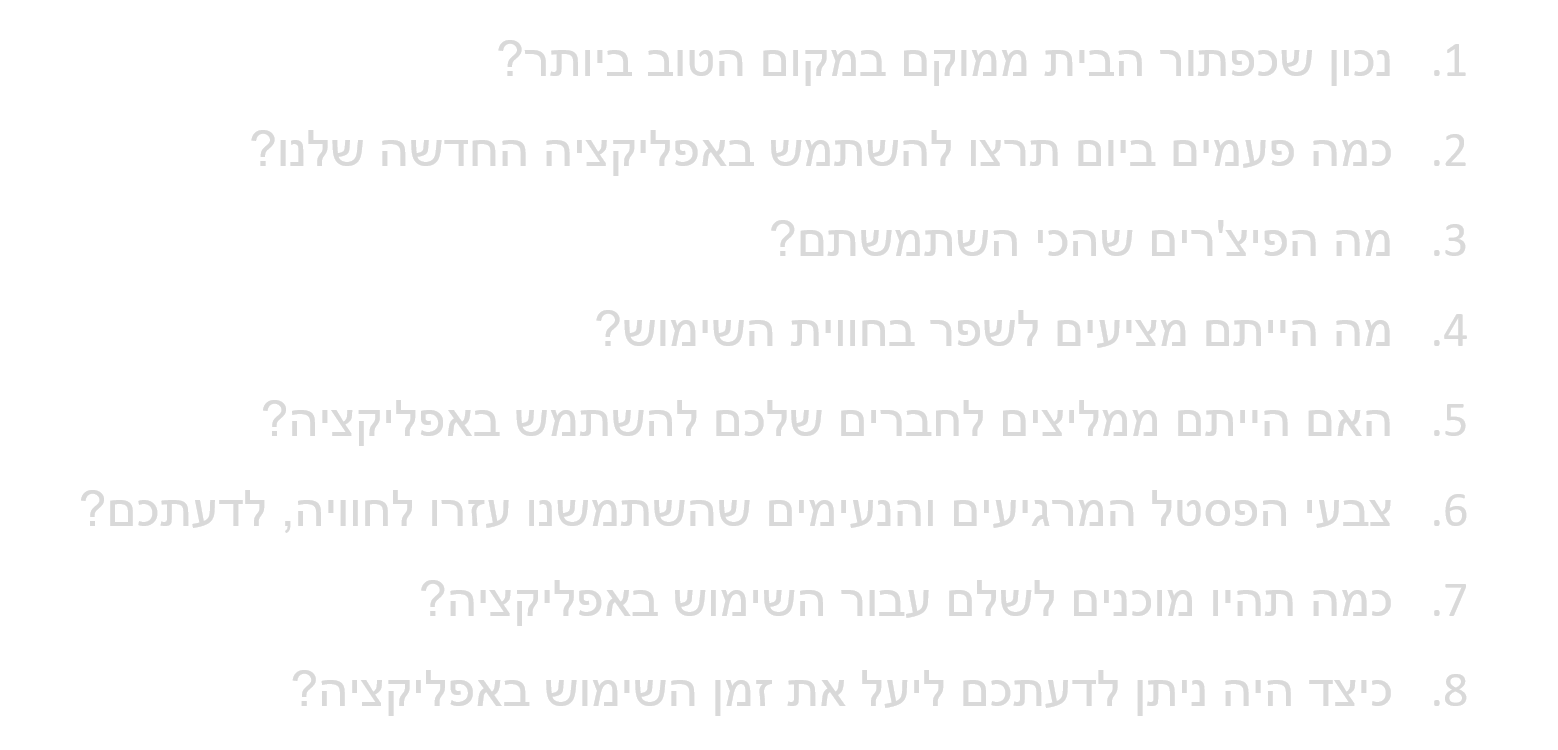 1. נכון שכפתור הבית ממוקם במקום הטוב ביותר?
2. כמה פעמים ביום תרצו להשתמש באפליקציה החדשה שלנו?
3. מה הפיצ'רים שהכי השתמשתם?
4. מה הייתם מציעים לשפר בחווית השימוש?
5. האם הייתם ממליצים לחברים שלכם להשתמש באפליקציה?
6. צבעי הפסטל המרגיעים והנעימים שהשתמשנו עזרו לחוויה, לדעתכם?
7. כמה תהיו מוכנים לשלם עבור השימוש באפליקציה?
8. כיצד היה ניתן לדעתכם ליעל את זמן השימוש באפליקציה?